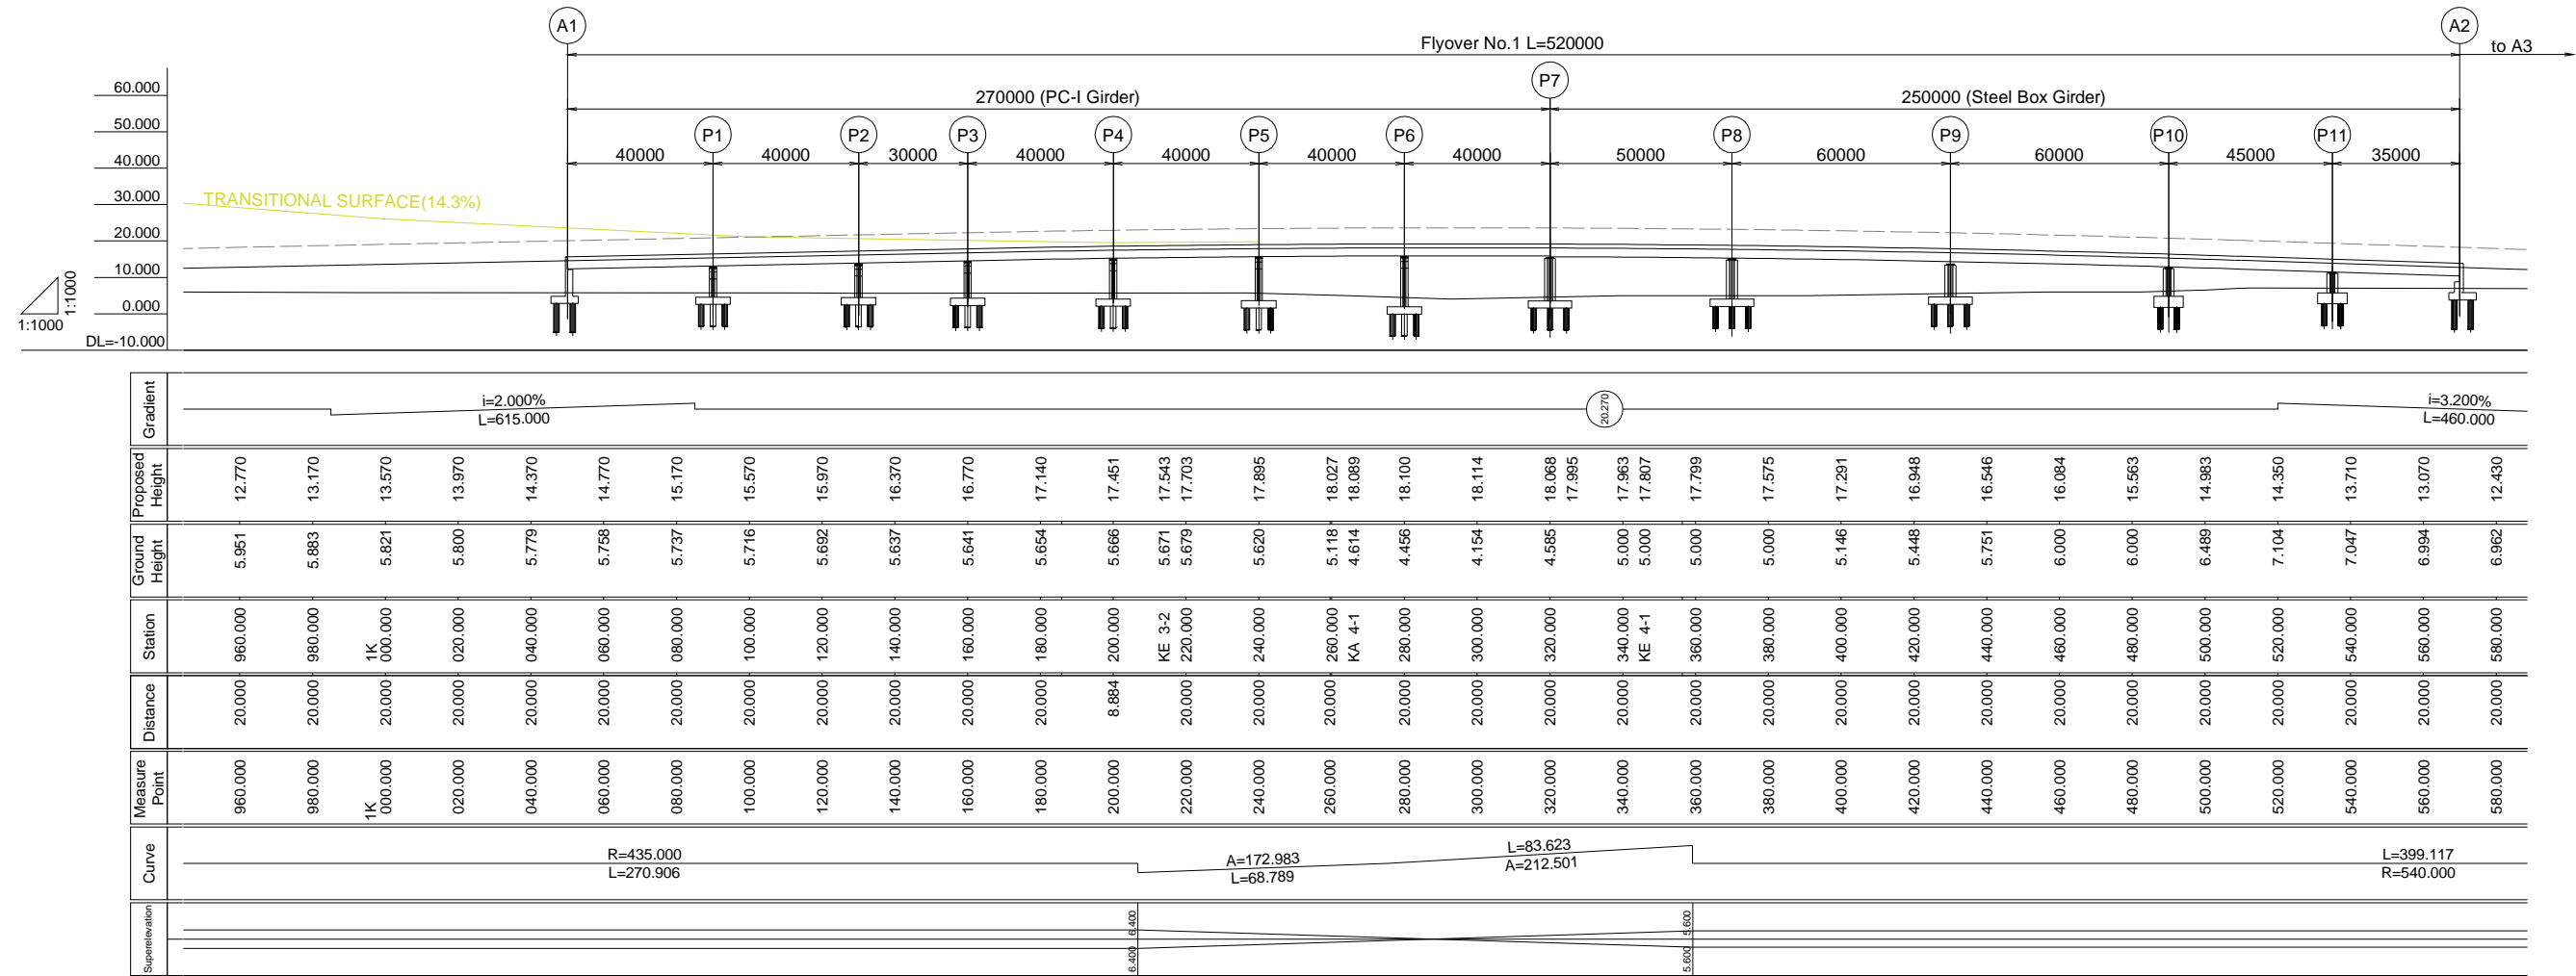 A1
A2
Flyover No.1 L=520000
to A3
P7
270000 (PC-I Girder)
250000 (Steel Box Girder)
P1
P2
P3
P4
P5
P6
P8
P9
P10
P11
40000 40000 30000 40000 40000 40000 40000 50000 60000 60000 45000 35000
60.000
50.000
40.000
30.000
20.000
10.000
0.000
DL=-10.000
TRANSITIONAL SURFACE(14.3%)
1:1000
1:1000
Gradient
i=2.000%
L=615.000
20.270
i=3.200%
L=460.000
Proposed
Height
12.770 13.170 13.570 13.970 14.370 14.770 15.170 15.570 15.970 16.370 16.770 17.140 17.451 17.543 17.703 17.895 18.027 18.089 18.100 18.114 18.068 17.995 17.963 17.807 17.799 17.575 17.291 16.948 16.546 16.084 15.563 14.983 14.350 13.710 13.070 12.430
Ground
Height
5.951 5.883 5.821 5.800 5.779 5.758 5.737 5.716 5.692 5.637 5.641 5.654 5.666 5.671 5.679 5.620 5.118 4.614 4.456 4.154 4.585 5.000 5.000 5.000 5.000 5.146 5.448 5.751 6.000 6.000 6.489 7.104 7.047 6.994 6.962
Station
960.000 980.000 1K 000.000 020.000 040.000 060.000 080.000 100.000 120.000 140.000 160.000 180.000 200.000 KE 3-2 220.000 240.000 260.000 KA 4-1 280.000 300.000 320.000 340.000 KE 4-1 360.000 380.000 400.000 420.000 440.000 460.000 480.000 500.000 520.000 540.000 560.000 580.000
Distance
20.000 20.000 20.000 20.000 20.000 20.000 20.000 20.000 20.000 20.000 20.000 20.000 8.884 20.000 20.000 20.000 20.000 20.000 20.000 20.000 20.000 20.000 20.000 20.000 20.000 20.000 20.000 20.000 20.000 20.000 20.000 20.000
Measure
Point
960.000 980.000 1K 000.000 020.000 040.000 060.000 080.000 100.000 120.000 140.000 160.000 180.000 200.000 220.000 240.000 260.000 280.000 300.000 320.000 340.000 360.000 380.000 400.000 420.000 440.000 460.000 480.000 500.000 520.000 540.000 560.000 580.000
Curve
R=435.000
L=270.906
A=172.983
L=68.789
L=83.623
A=212.501
L=399.117
R=540.000
Superelevation
6.400
6.400
5.600
5.600